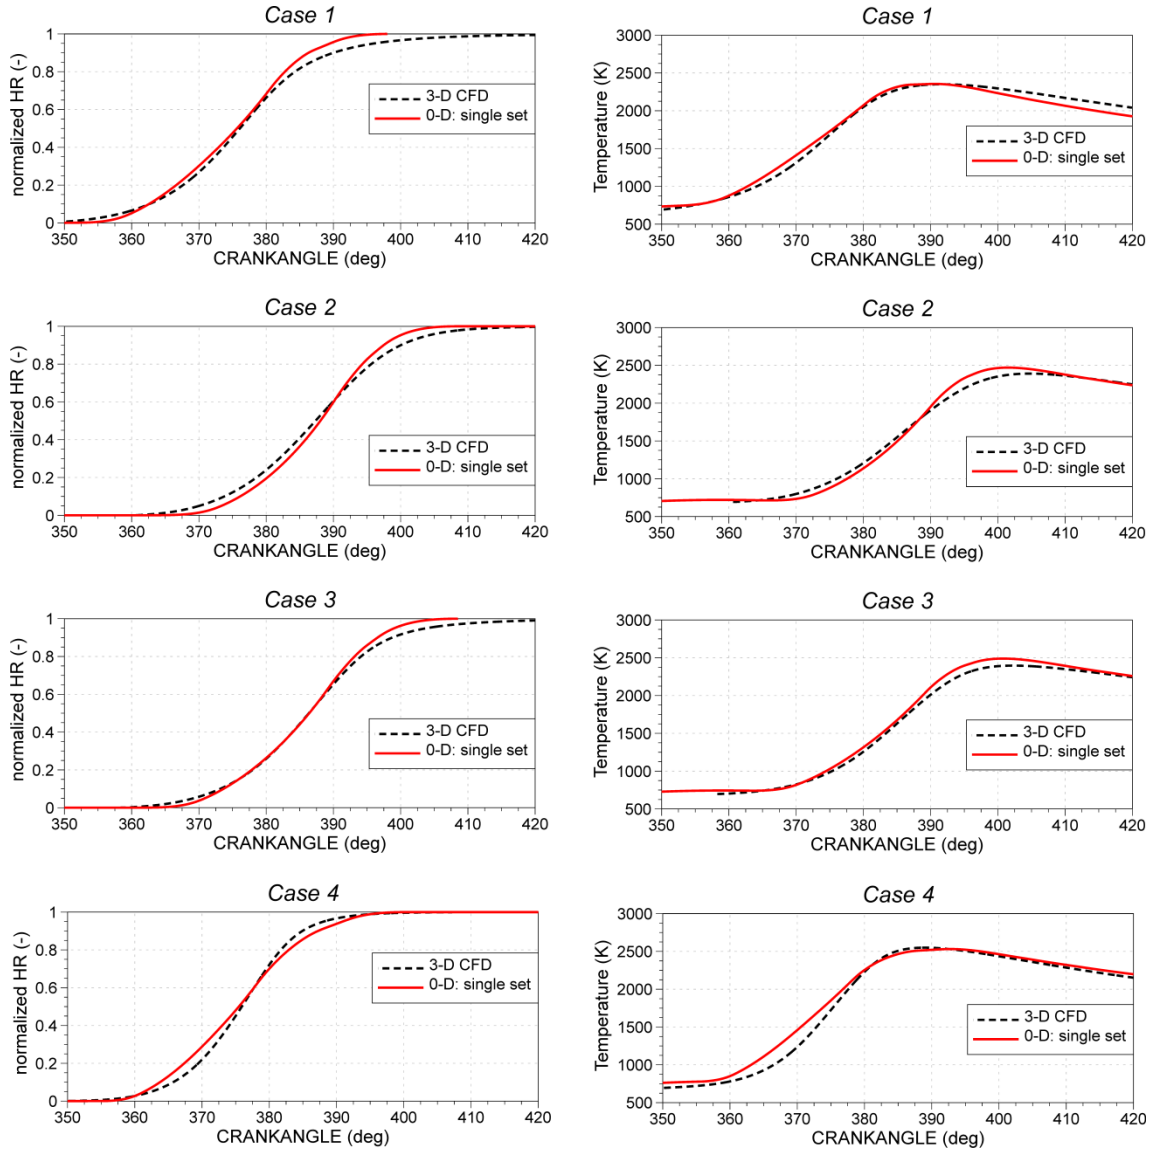 Case 1
normalized HR (-)
1
0.8
0.6
0.4
0.2
0
3-D CFD
0-D: single set
350 360 370 380 390 400 410 420
CRANKANGLE (deg)
Case 1
Temperature (K)
3000
2500
2000
1500
1000
500
3-D CFD
0-D: single set
350 360 370 380 390 400 410 420
CRANKANGLE (deg)
Case 2
normalized HR (-)
1
0.8
0.6
0.4
0.2
0
3-D CFD
0-D: single set
350 360 370 380 390 400 410 420
CRANKANGLE (deg)
Case 2
Temperature (K)
3000
2500
2000
1500
1000
500
3-D CFD
0-D: single set
350 360 370 380 390 400 410 420
CRANKANGLE (deg)
Case 3
normalized HR (-)
1
0.8
0.6
0.4
0.2
0
3-D CFD
0-D: single set
350 360 370 380 390 400 410 420
CRANKANGLE (deg)
Case 3
Temperature (K)
3000
2500
2000
1500
1000
500
3-D CFD
0-D: single set
350 360 370 380 390 400 410 420
CRANKANGLE (deg)
Case 4
normalized HR (-)
1
0.8
0.6
0.4
0.2
0
3-D CFD
0-D: single set
350 360 370 380 390 400 410 420
CRANKANGLE (deg)
Case 4
Temperature (K)
3000
2500
2000
1500
1000
500
3-D CFD
0-D: single set
350 360 370 380 390 400 410 420
CRANKANGLE (deg)